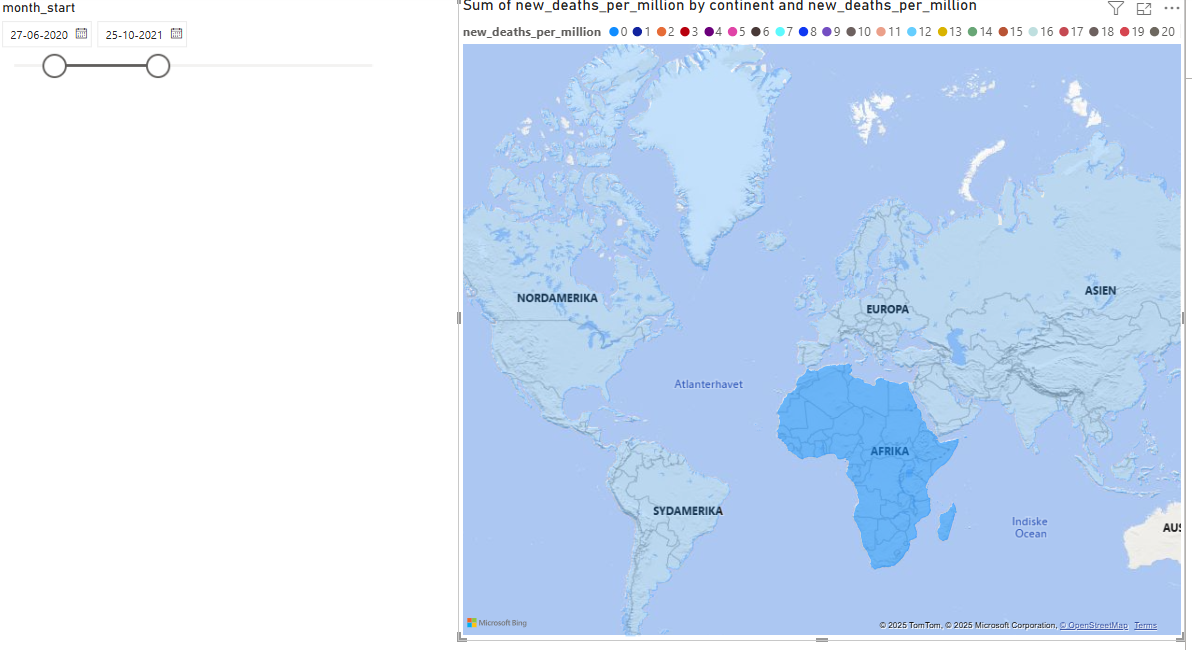 month_start
27-06-2020 25-10-2021
Sum of new_deaths_per_million by continent and new_deaths_per_million
new_deaths_per_million 0 1 2 3 4 5 6 7 8 9 10 11 12 13 14 15 16 17 18 19 20
NORDAMERIKA
ASIEN
EUROPA
Atlanterhavet
AFRIKA
SYDAMERIKA
Indiske
Ocean
AUS
Microsoft Bing
© 2025 TomTom, © 2025 Microsoft Corporation, © OpenStreetMap Terms